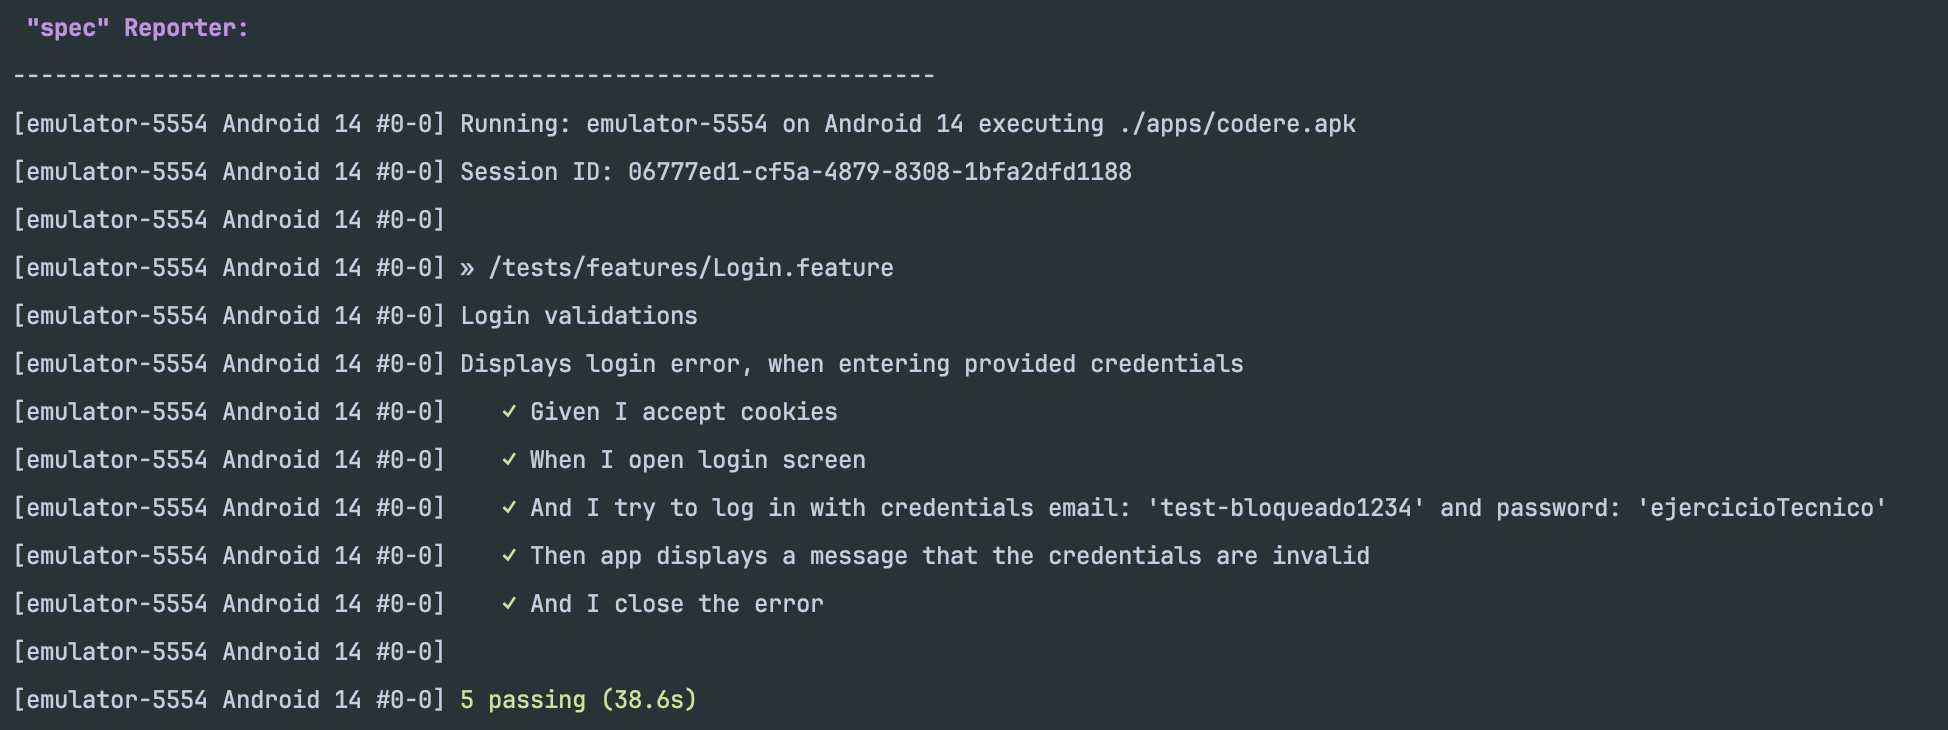 "spec" Reporter:
------------------------------------------------------------------
[emulator-5554 Android 14 #0-0] Running: emulator-5554 on Android 14 executing ./apps/codere.apk
[emulator-5554 Android 14 #0-0] Session ID: 06777ed1-cf5a-4879-8308-1bfa2dfd1188
[emulator-5554 Android 14 #0-0]
[emulator-5554 Android 14 #0-0] » /tests/features/Login.feature
[emulator-5554 Android 14 #0-0] Login validations
[emulator-5554 Android 14 #0-0] Displays login error, when entering provided credentials
[emulator-5554 Android 14 #0-0]    ✓ Given I accept cookies
[emulator-5554 Android 14 #0-0]    ✓ When I open login screen
[emulator-5554 Android 14 #0-0]    ✓ And I try to log in with credentials email: 'test-bloqueado1234' and password: 'ejercicioTecnico'
[emulator-5554 Android 14 #0-0]    ✓ Then app displays a message that the credentials are invalid
[emulator-5554 Android 14 #0-0]    ✓ And I close the error
[emulator-5554 Android 14 #0-0]
[emulator-5554 Android 14 #0-0] 5 passing (38.6s)